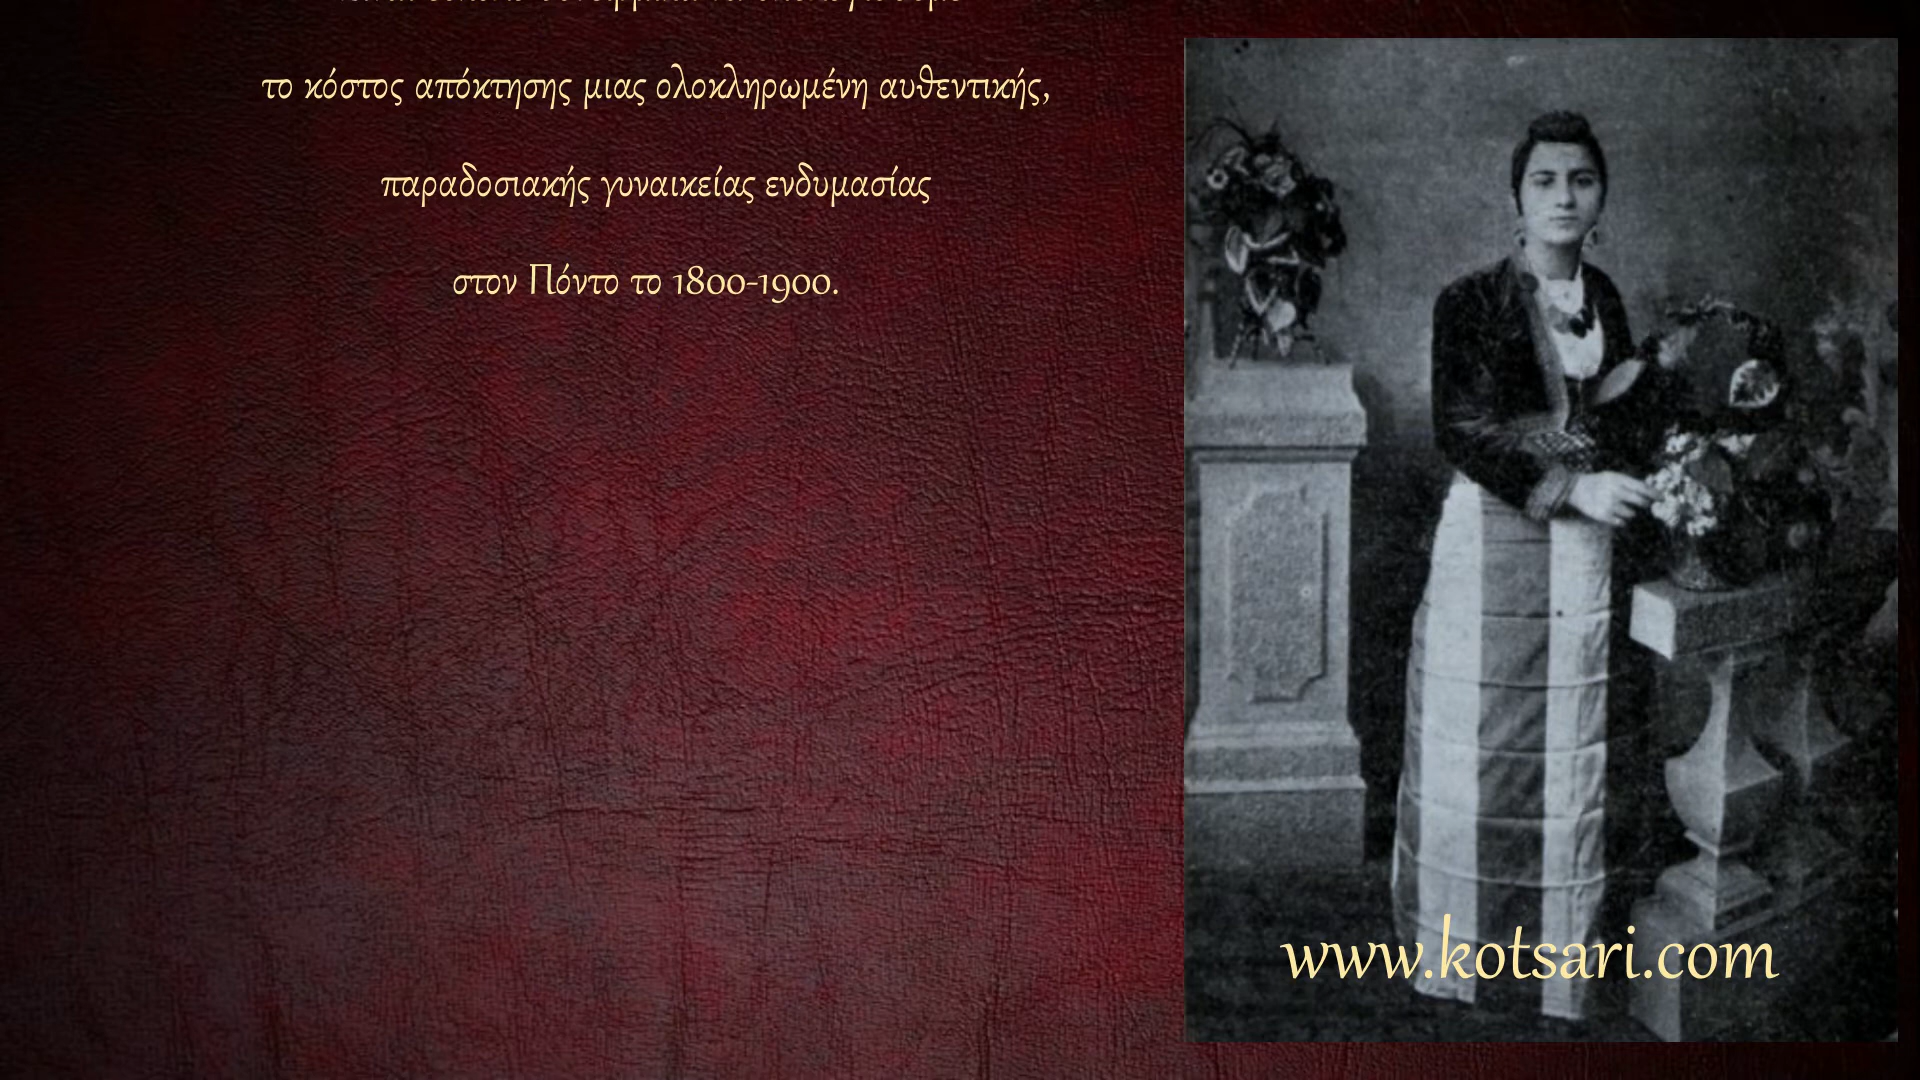 το κόστος απόκτησης μιας ολοκληρωμένη αυθεντικής,
παραδοσιακής γυναικείας ενδυμασίας
στον Πόντο το 1800-1900.
www.kotsari.com